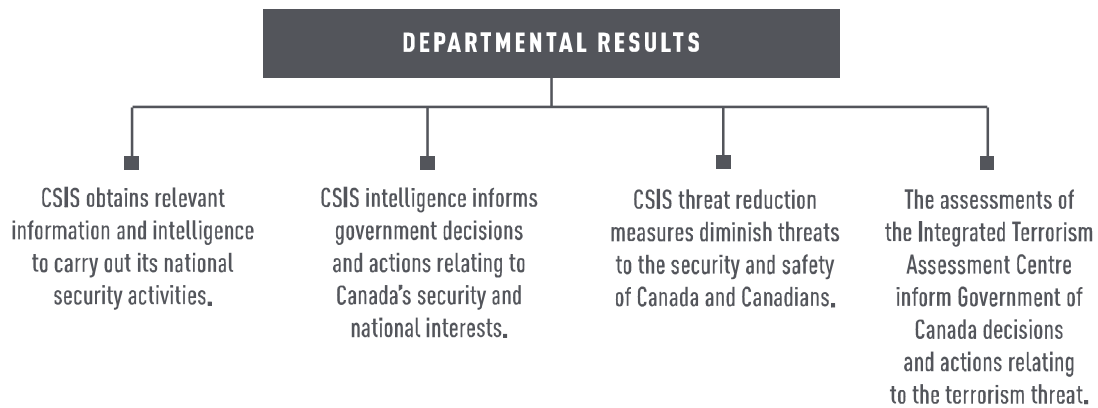 DEPARTMENTAL RESULTS
CSIS obtains relevant
information and intelligence
to carry out its national
security activities.
CSIS intelligence informs
government decisions
and actions relating to
Canada's security and
national interests.
CSIS threat reduction
measures diminish threats
to the security and safety
of Canada and Canadians.
The assessments of
the Integrated Terrorism
Assessment Centre
inform Government of
Canada decisions
and actions relating
to the terrorism threat.